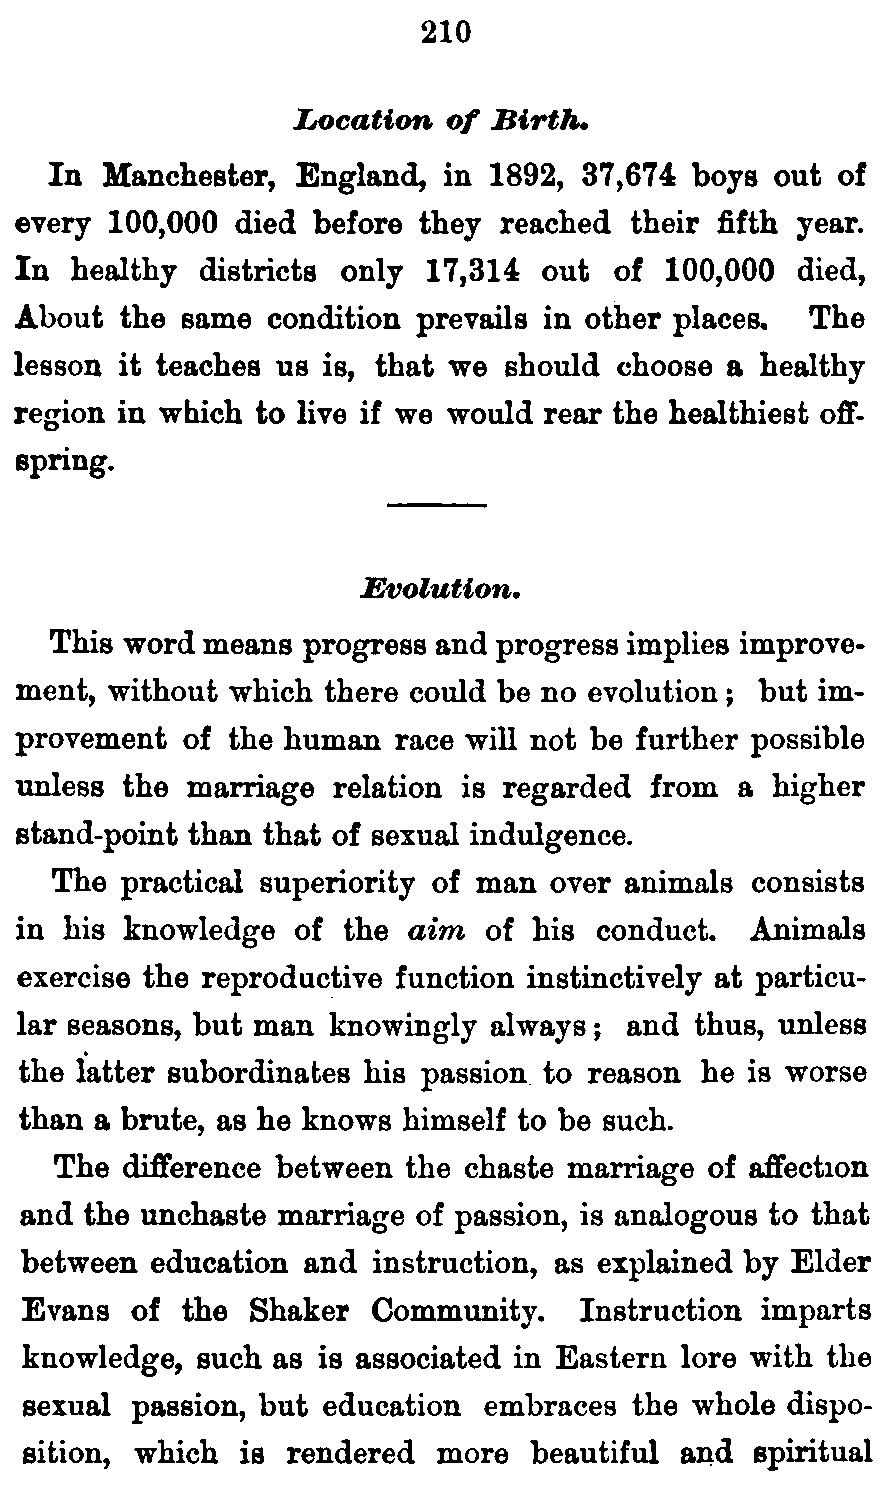 210
Location of Birth.
In Manchester, England, in 1892, 37,674 boys out of
every 100,000 died before they reached their fifth year.
In healthy districts only 17,314 out of 100,000 died,
About the same condition prevails in other places. The
lesson it teaches us is, that we should choose a healthy
region in which to live if we would rear the healthiest off-
spring.
Evolution.
This word means progress and progress implies improve-
ment, without which there could be no evolution; but im-
provement of the human race will not be further possible
unless the marriage relation is regarded from a higher
stand-point than that of sexual indulgence.
The practical superiority of man over animals consists
in his knowledge of the aim of his conduct. Animals
exercise the reproductive function instinctively at particu-
lar seasons, but man knowingly always; and thus, unless
the latter subordinates his passion to reason he is worse
than a brute, as he knows himself to be such.
The difference between the chaste marriage of affection
and the unchaste marriage of passion, is analogous to that
between education and instruction, as explained by Elder
Evans of the Shaker Community. Instruction imparts
knowledge, such as is associated in Eastern lore with the
sexual passion, but education embraces the whole dispo-
sition, which is rendered more beautiful and spiritual